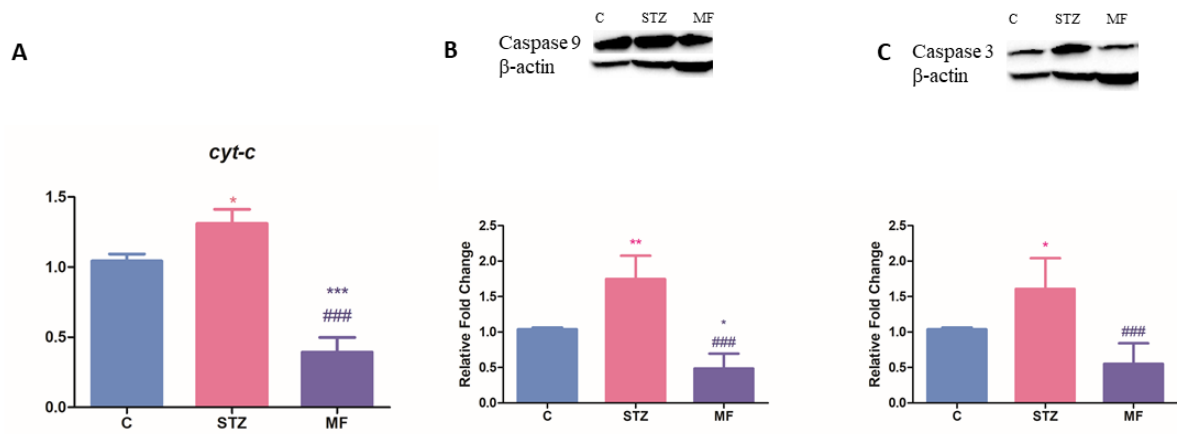 A
cyt-c
1.5
1.0
0.5
0.0
*
***
###
C STZ MF
B
C STZ MF
Caspase 9
β-actin
Relative Fold Change
2.5
2.0
1.5
1.0
0.5
0.0
**
*
###
C STZ MF
C
C STZ MF
Caspase 3
β-actin
Relative Fold Change
2.5
2.0
1.5
1.0
0.5
0.0
*
###
C STZ MF